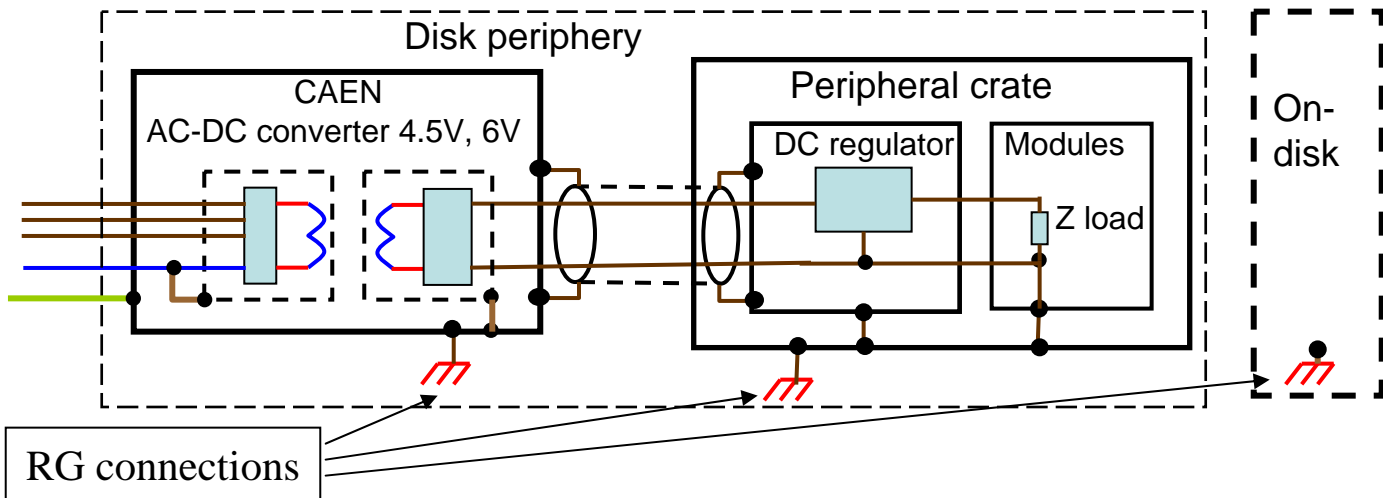 Disk periphery
CAEN
AC-DC converter 4.5V, 6V
Peripheral crate
DC regulator
Modules
Z load
On-
disk
RG connections